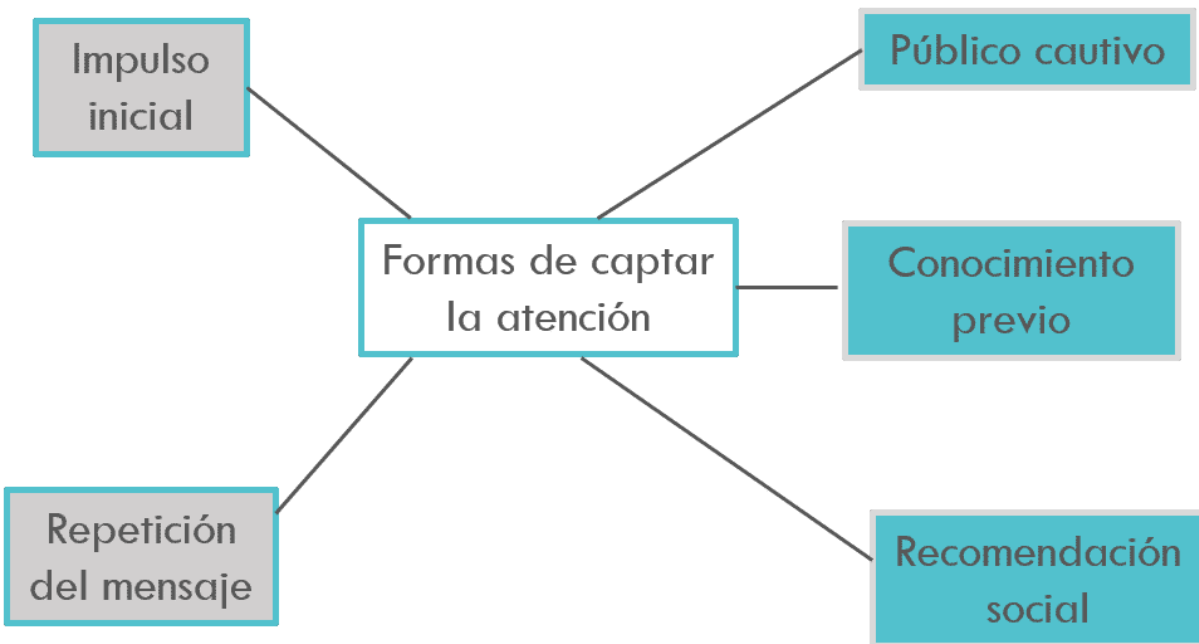 Impulso
inicial
Público cautivo
Formas de captar
la atención
Conocimiento
previo
Repetición
del mensaje
Recomendación
social